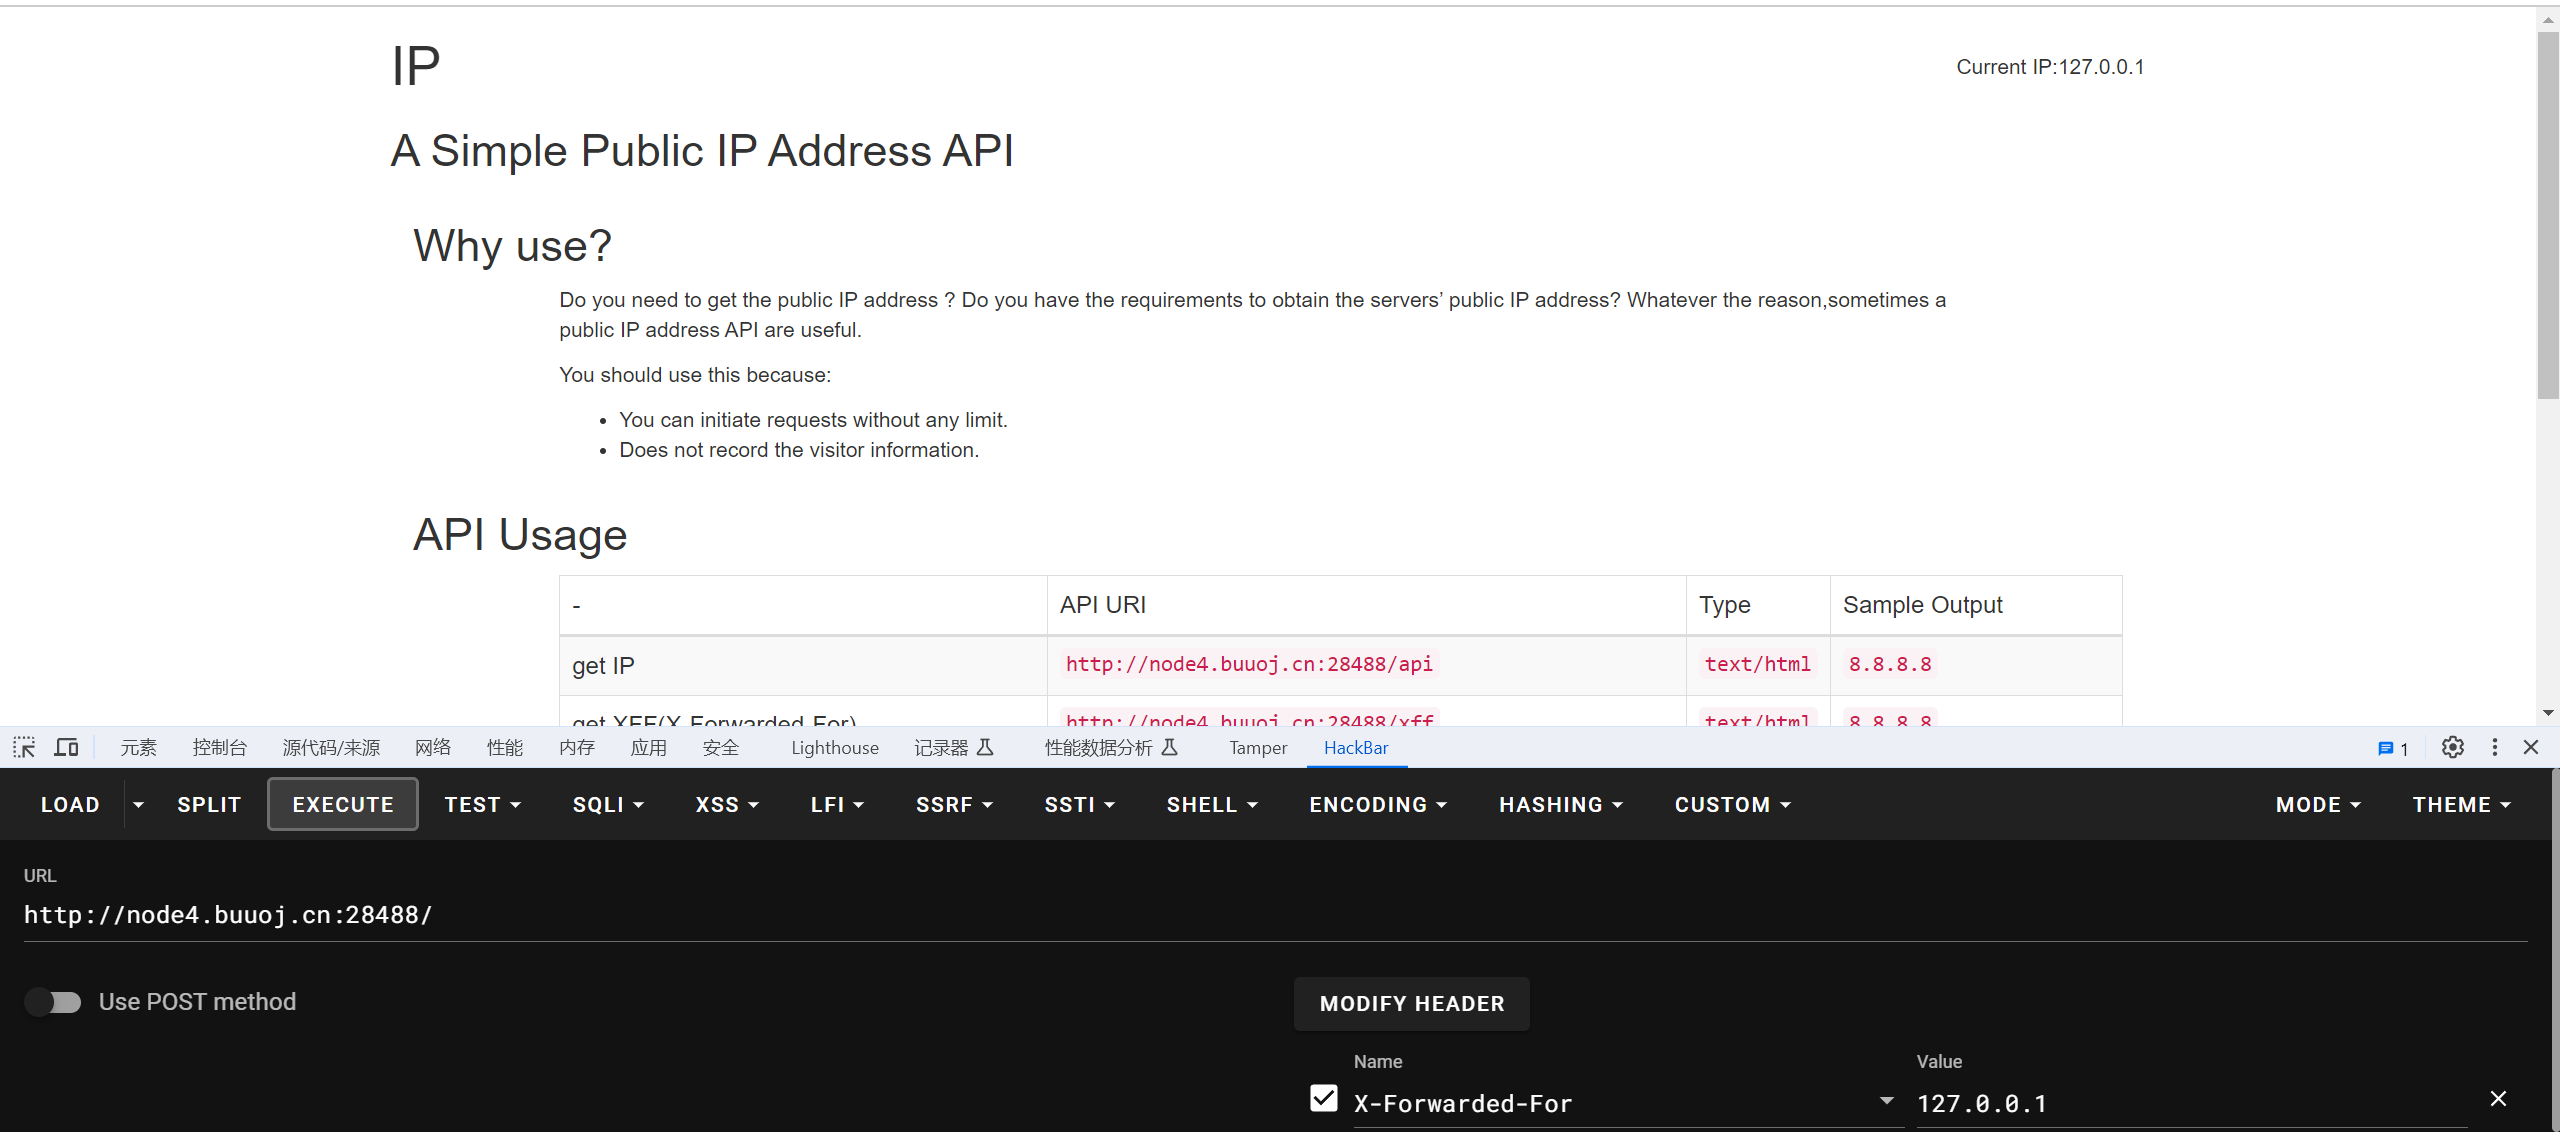 IP
Current IP:127.0.0.1
A Simple Public IP Address API
Why use?
Do you need to get the public IP address ? Do you have the requirements to obtain the servers’ public IP address? Whatever the reason,sometimes a
public IP address API are useful.
You should use this because:
• You can initiate requests without any limit.
• Does not record the visitor information.
API Usage
- API URI Type Sample Output
get IP http://node4.buuoj.cn:28488/api text/html 8.8.8.8
get XFF(X-Forwarded-For) http://node4.buuoj.cn:28488/xff text/html 8.8.8.8
元素 控制台 源代码/来源 网络 性能 内存 应用 安全 Lighthouse 记录器 性能数据分析 Tamper HackBar 1
LOAD SPLIT EXECUTE TEST SQLI XSS LFI SSRF SSTI SHELL ENCODING HASHING CUSTOM MODE THEME
URL
http://node4.buuoj.cn:28488/
Use POST method
MODIFY HEADER
Name Value
X-Forwarded-For 127.0.0.1